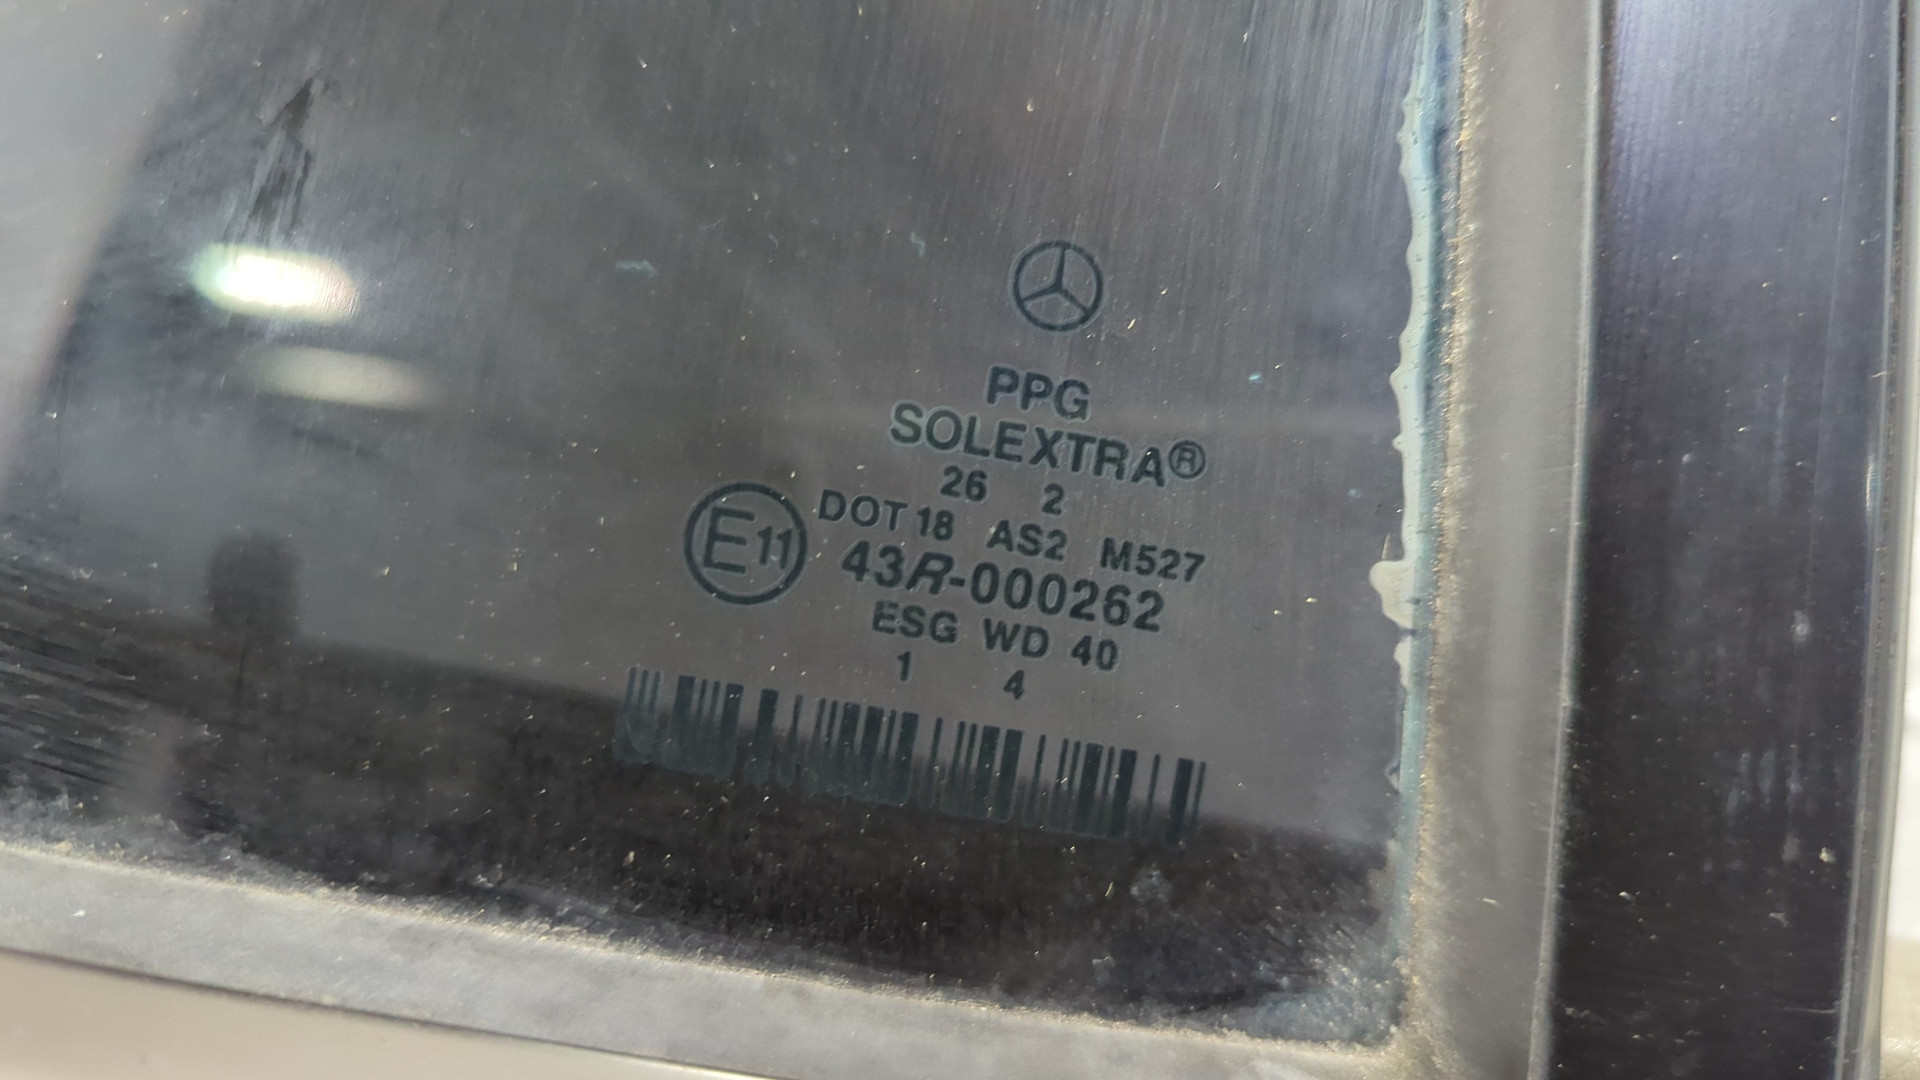 PPG
SOLEXTRA®
26 2
DOT 18 AS2 M527
E11 43R-000262
ESG WD 40
1 4